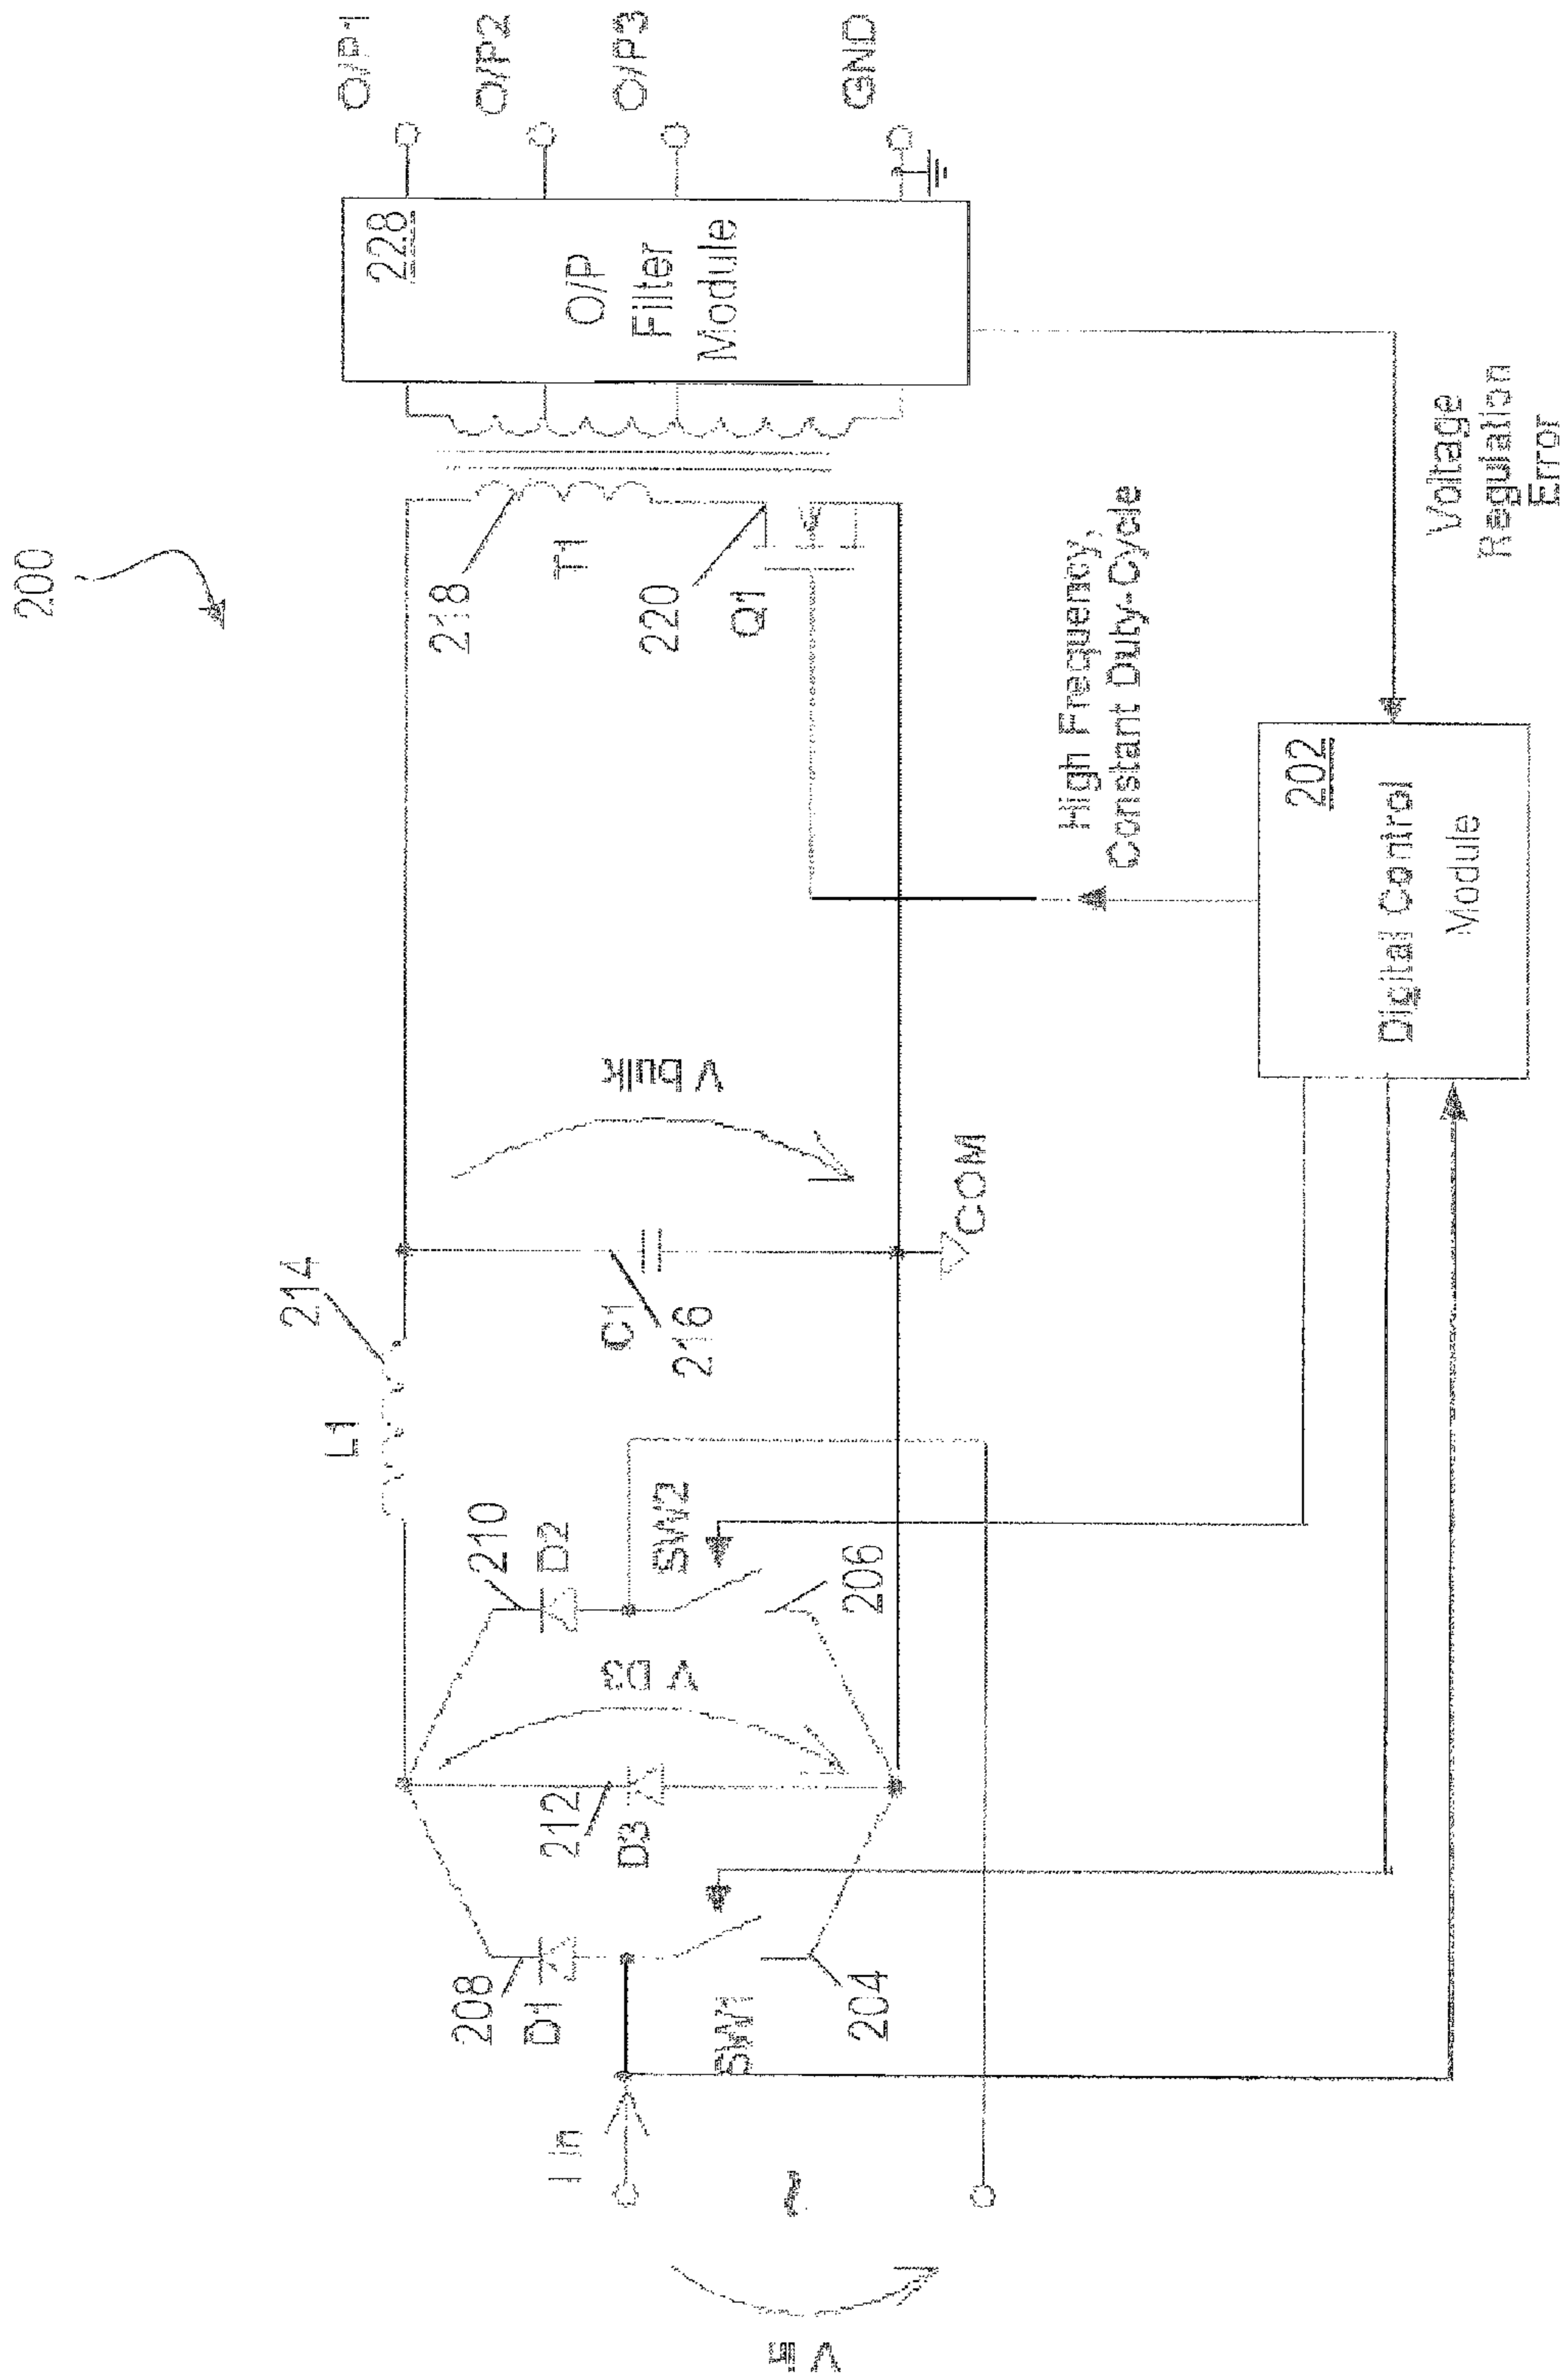 200
O/P1
O/P2
O/P3
GND
228
O/P
Filter
Module
218
T1
220
Q1
High Frequency,
Constant Duty-Cycle
Voltage
Regulation
Error
202
Digital Control
Module
V bulk
COM
214
L1
C1
216
210
D2
SW2
206
V D3
212
D3
208
D1
SW1
204
I in
~
V in